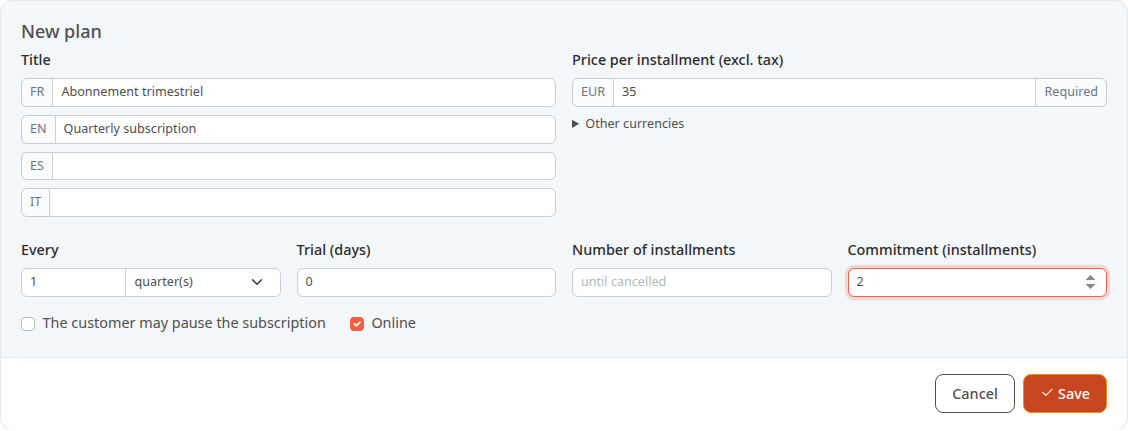 New plan
Title
Price per installment (excl. tax)
FR Abonnement trimestriel
EUR 35 Required
EN Quarterly subscription
Other currencies
ES
IT
Every
Trial (days)
Number of installments
Commitment (installments)
1 quarter(s)
0
until cancelled
2
The customer may pause the subscription
Online
Cancel
Save